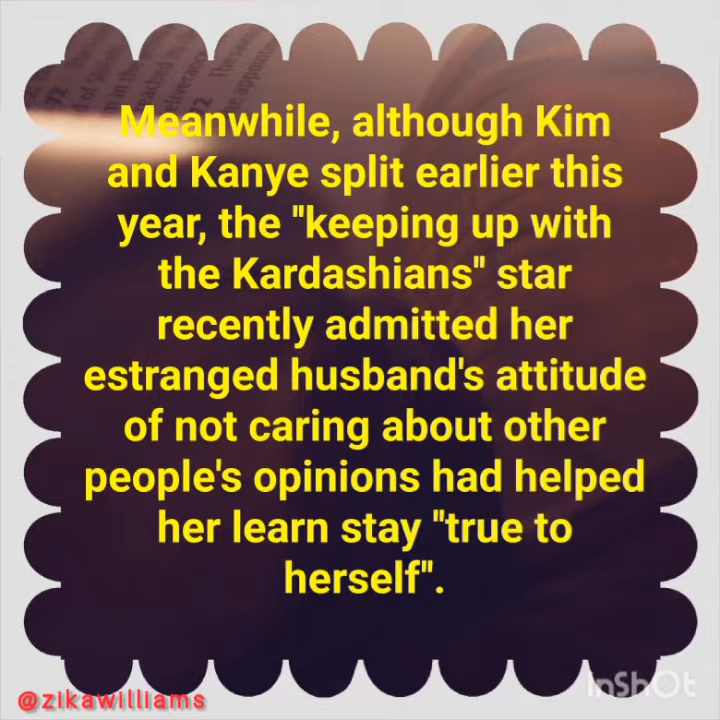 Meanwhile, although Kim
and Kanye split earlier this
year, the "keeping up with
the Kardashians" star
recently admitted her
estranged husband's attitude
of not caring about other
people's opinions had helped
her learn stay "true to
herself".
@zikawilliams
InShOt